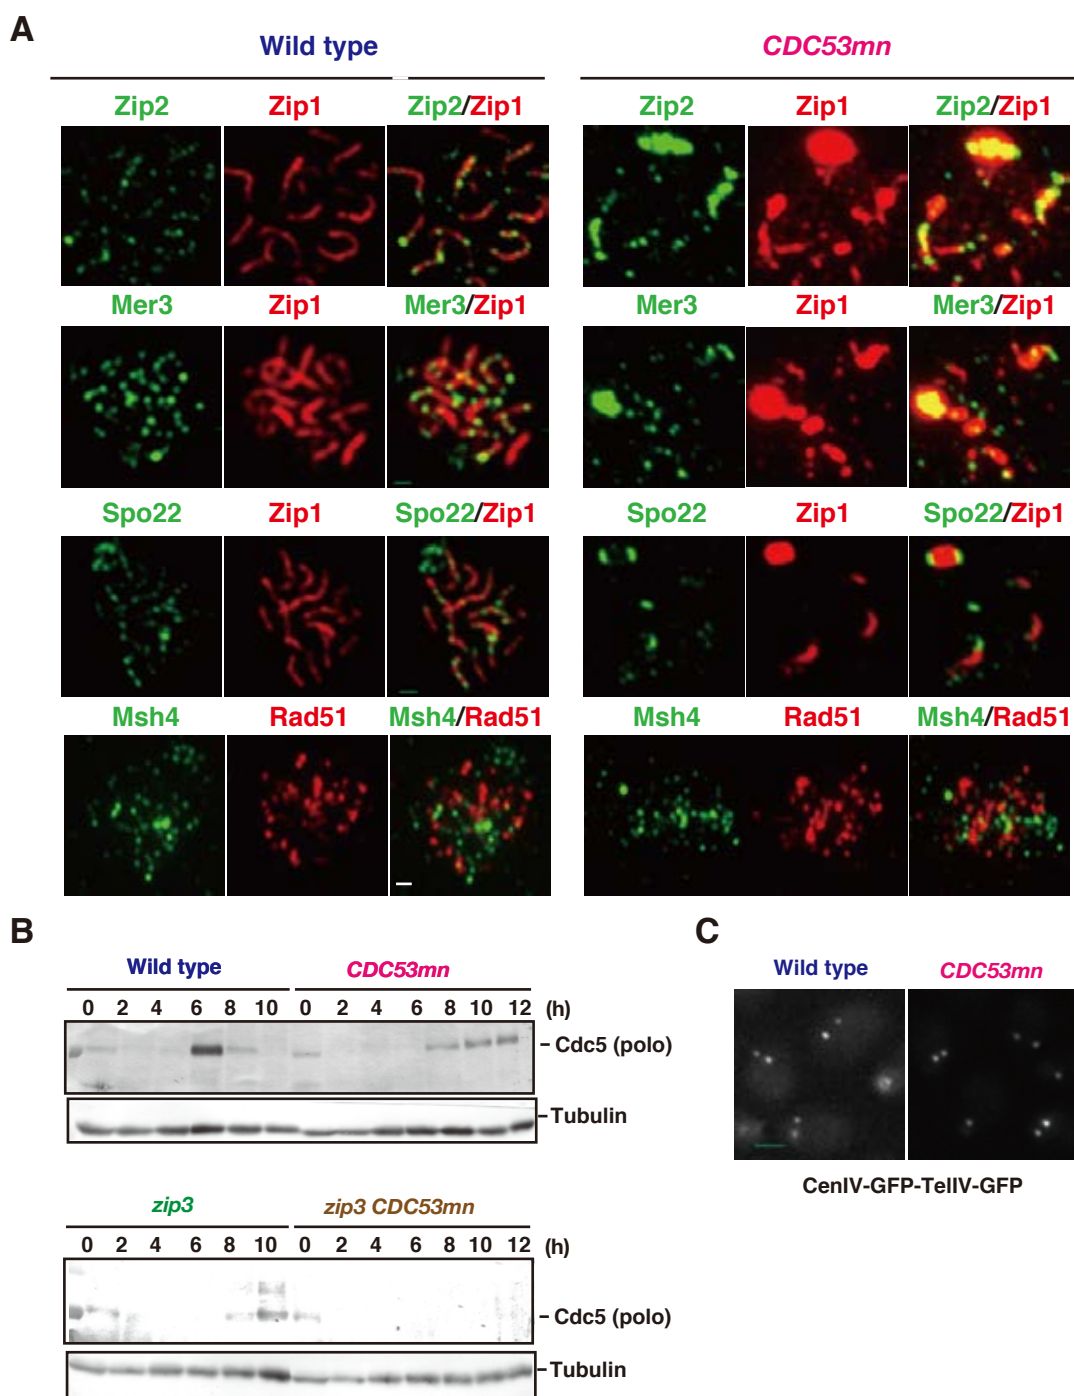 A
Wild type CDC53mn
Zip2 Zip1 Zip2/Zip1 Zip2 Zip1 Zip2/Zip1
Mer3 Zip1 Mer3/Zip1 Mer3 Zip1 Mer3/Zip1
Spo22 Zip1 Spo22/Zip1 Spo22 Zip1 Spo22/Zip1
Msh4 Rad51 Msh4/Rad51 Msh4 Rad51 Msh4/Rad51
B
Wild type CDC53mn
0 2 4 6 8 10 0 2 4 6 8 10 12 (h)
Cdc5 (polo)
Tubulin
zip3 zip3 CDC53mn
0 2 4 6 8 10 0 2 4 6 8 10 12 (h)
Cdc5 (polo)
Tubulin
C
Wild type CDC53mn
CenIV-GFP-TelIV-GFP